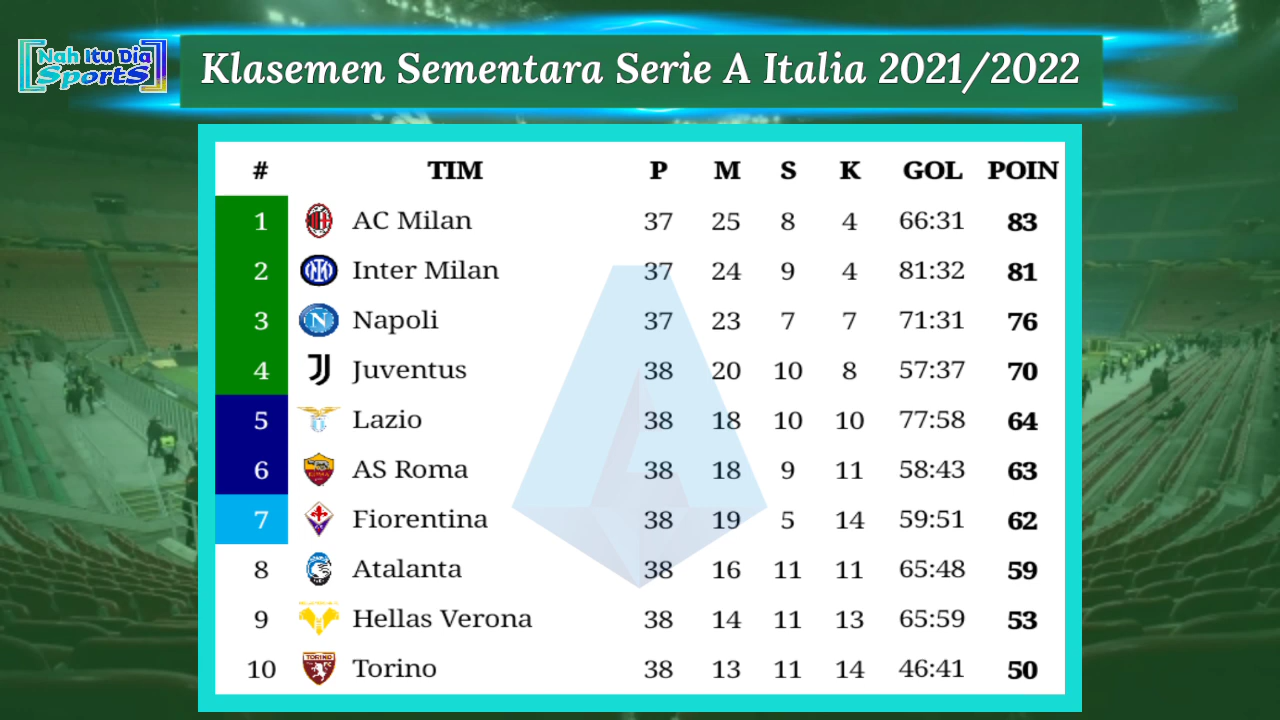 Nah Itu Dia
Sports
Klasemen Sementara Serie A Italia 2021/2022
# TIM P M S K GOL POIN
1 AC Milan 37 25 8 4 66:31 83
2 Inter Milan 37 24 9 4 81:32 81
3 Napoli 37 23 7 7 71:31 76
4 Juventus 38 20 10 8 57:37 70
5 Lazio 38 18 10 10 77:58 64
6 AS Roma 38 18 9 11 58:43 63
7 Fiorentina 38 19 5 14 59:51 62
8 Atalanta 38 16 11 11 65:48 59
9 Hellas Verona 38 14 11 13 65:59 53
10 Torino 38 13 11 14 46:41 50